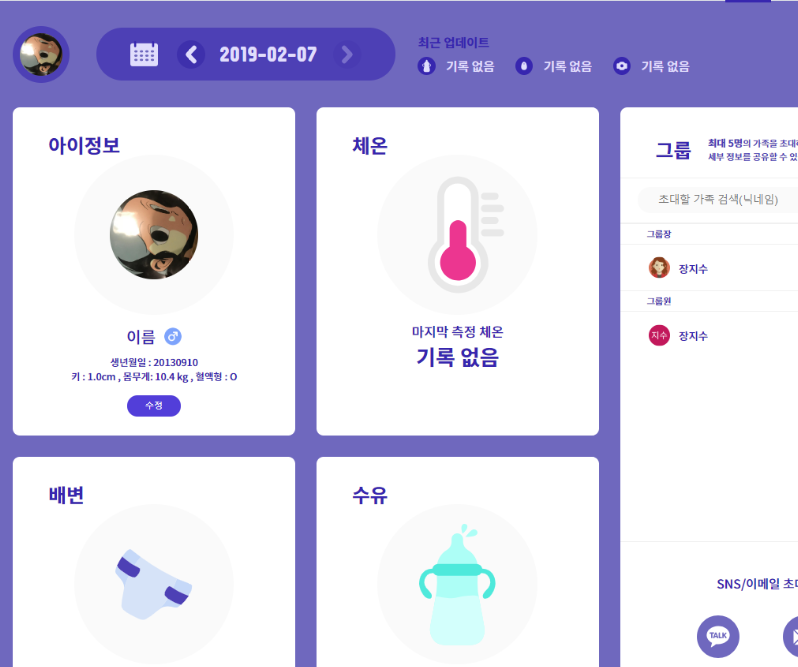 2019-02-07
최근 업데이트
기록 없음
기록 없음
기록 없음
아이정보
이름
생년월일 : 20130910
키 : 1.0cm , 몸무게: 10.4 kg , 혈액형 : O
수정
체온
마지막 측정 체온
기록 없음
그룹
최대 5명의 가족을 초대
세부 정보를 공유할 수 있
초대할 가족 검색(닉네임)
그룹장
장지수
그룹원
지수
장지수
배변
수유
SNS/이메일 초대
TALK